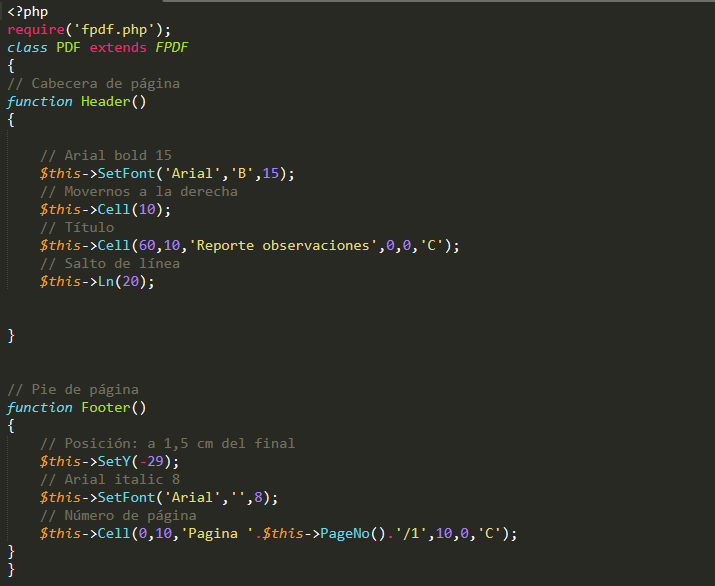 <?php
require('fpdf.php');
class PDF extends FPDF
{
// Cabecera de página
function Header()
{
// Arial bold 15
$this->SetFont('Arial','B',15);
// Movernos a la derecha
$this->Cell(10);
// Título
$this->Cell(60,10,'Reporte observaciones',0,0,'C');
// Salto de línea
$this->Ln(20);
}
// Pie de página
function Footer()
{
// Posición: a 1,5 cm del final
$this->SetY(-29);
// Arial italic 8
$this->SetFont('Arial','',8);
// Número de página
$this->Cell(0,10,'Pagina '.$this->PageNo().'/1',10,0,'C');
}
}